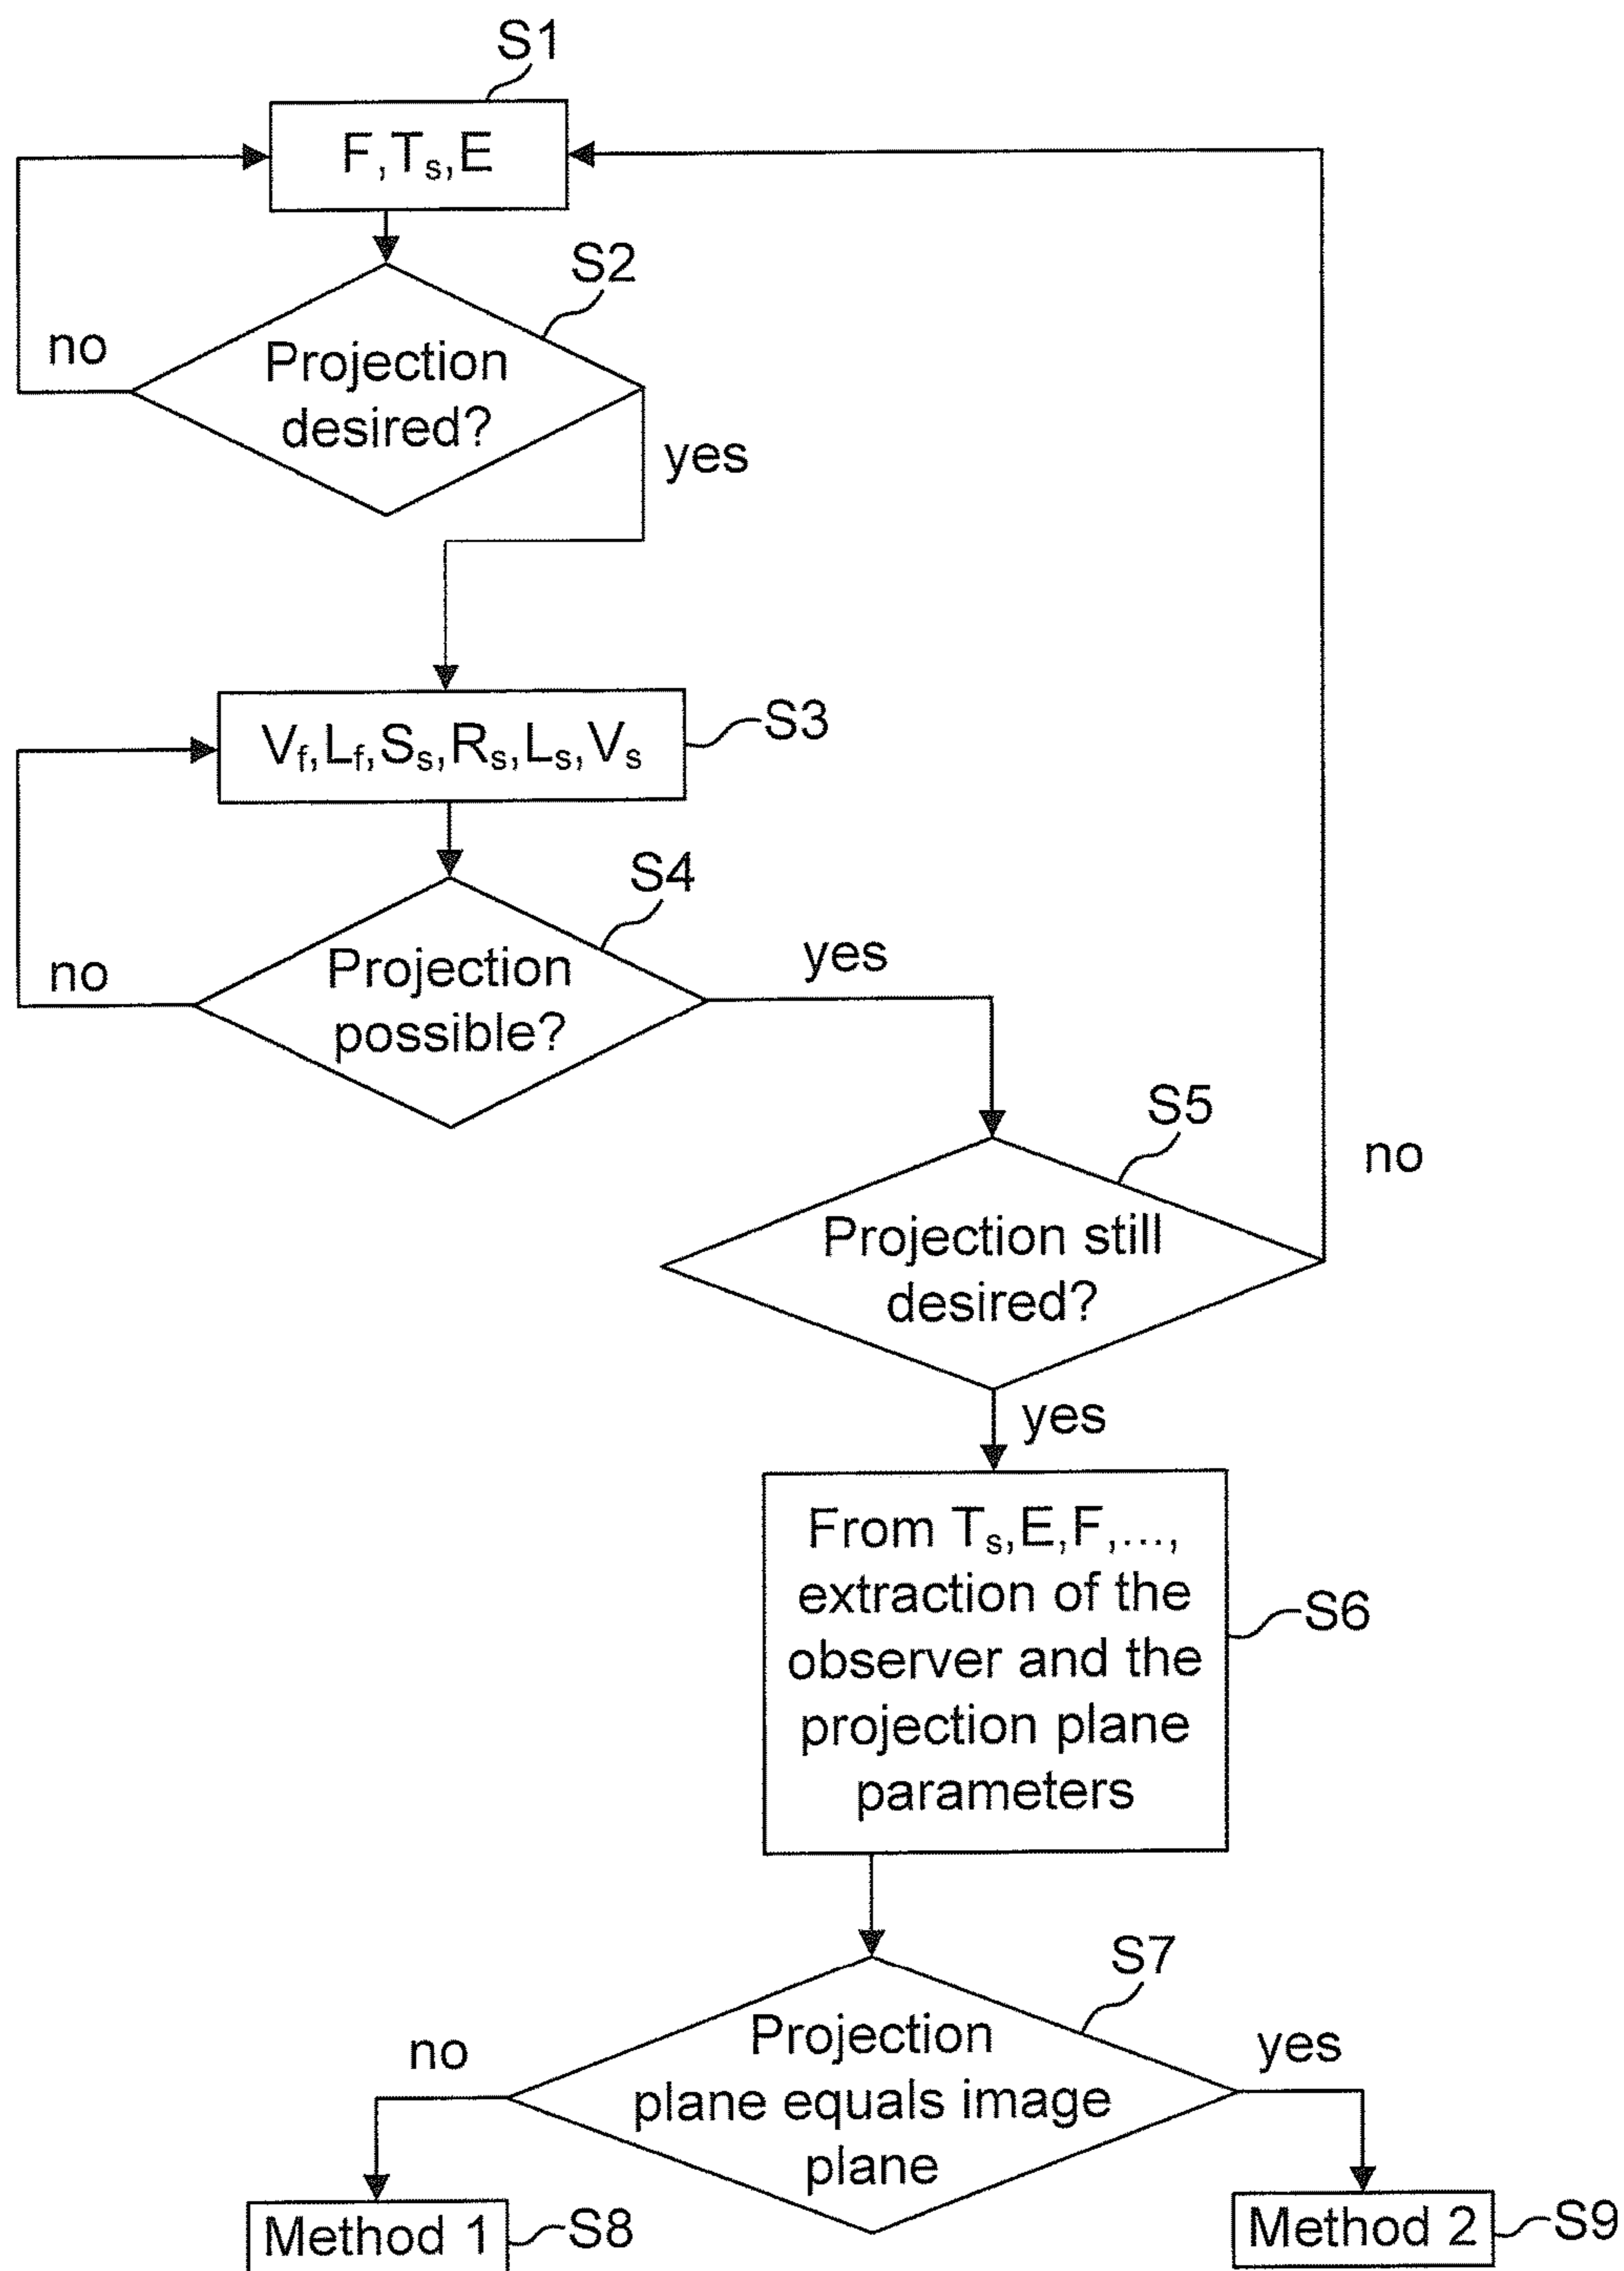 S1
F,Ts,E
S2
no
Projection
desired?
yes
Vf,Lf,Ss,Rs,Ls,Vs
S3
S4
no
Projection
possible?
yes
S5
no
Projection still
desired?
yes
From Ts,E,F,...,
extraction of the
observer and the
projection plane
parameters
S6
S7
no
Projection
plane equals image
plane
yes
Method 1
S8
Method 2
S9